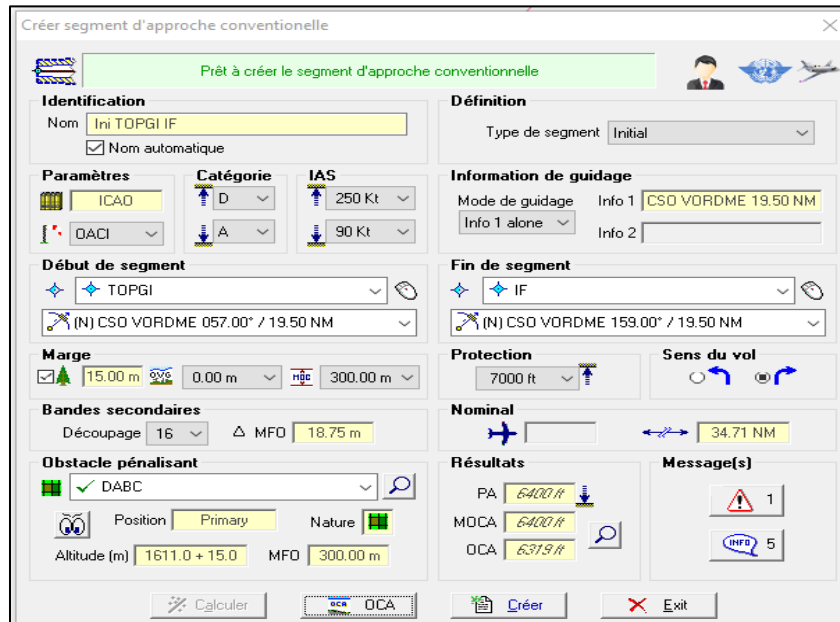 Créer segment d'approche conventionelle
Prêt à créer le segment d'approche conventionnelle
Identification
Nom Ini TOPGI IF
Nom automatique
Définition
Type de segment Initial
Paramètres
ICAO
OACI
Catégorie
D
A
IAS
250 Kt
90 Kt
Information de guidage
Mode de guidage Info 1 CSO VORDME 19.50 NM
Info 1 alone Info 2
Début de segment
TOPGI
(N) CSO VORDME 057.00° / 19.50 NM
Fin de segment
IF
(N) CSO VORDME 159.00° / 19.50 NM
Marge
15.00 m OVG 0.00 m MOC 300.00 m
Protection
7000 ft
Sens du vol
Bandes secondaires
Découpage 16 Δ MFO 18.75 m
Nominal
34.71 NM
Obstacle pénalisant
DABC
Position Primary Nature
Altitude (m) 1611.0 + 15.0 MFO 300.00 m
Résultats
PA 6400 ft
MOCA 6400 ft
OCA 6319 ft
Message(s)
1
INFO 5
Calculer OCA OCA Créer Exit